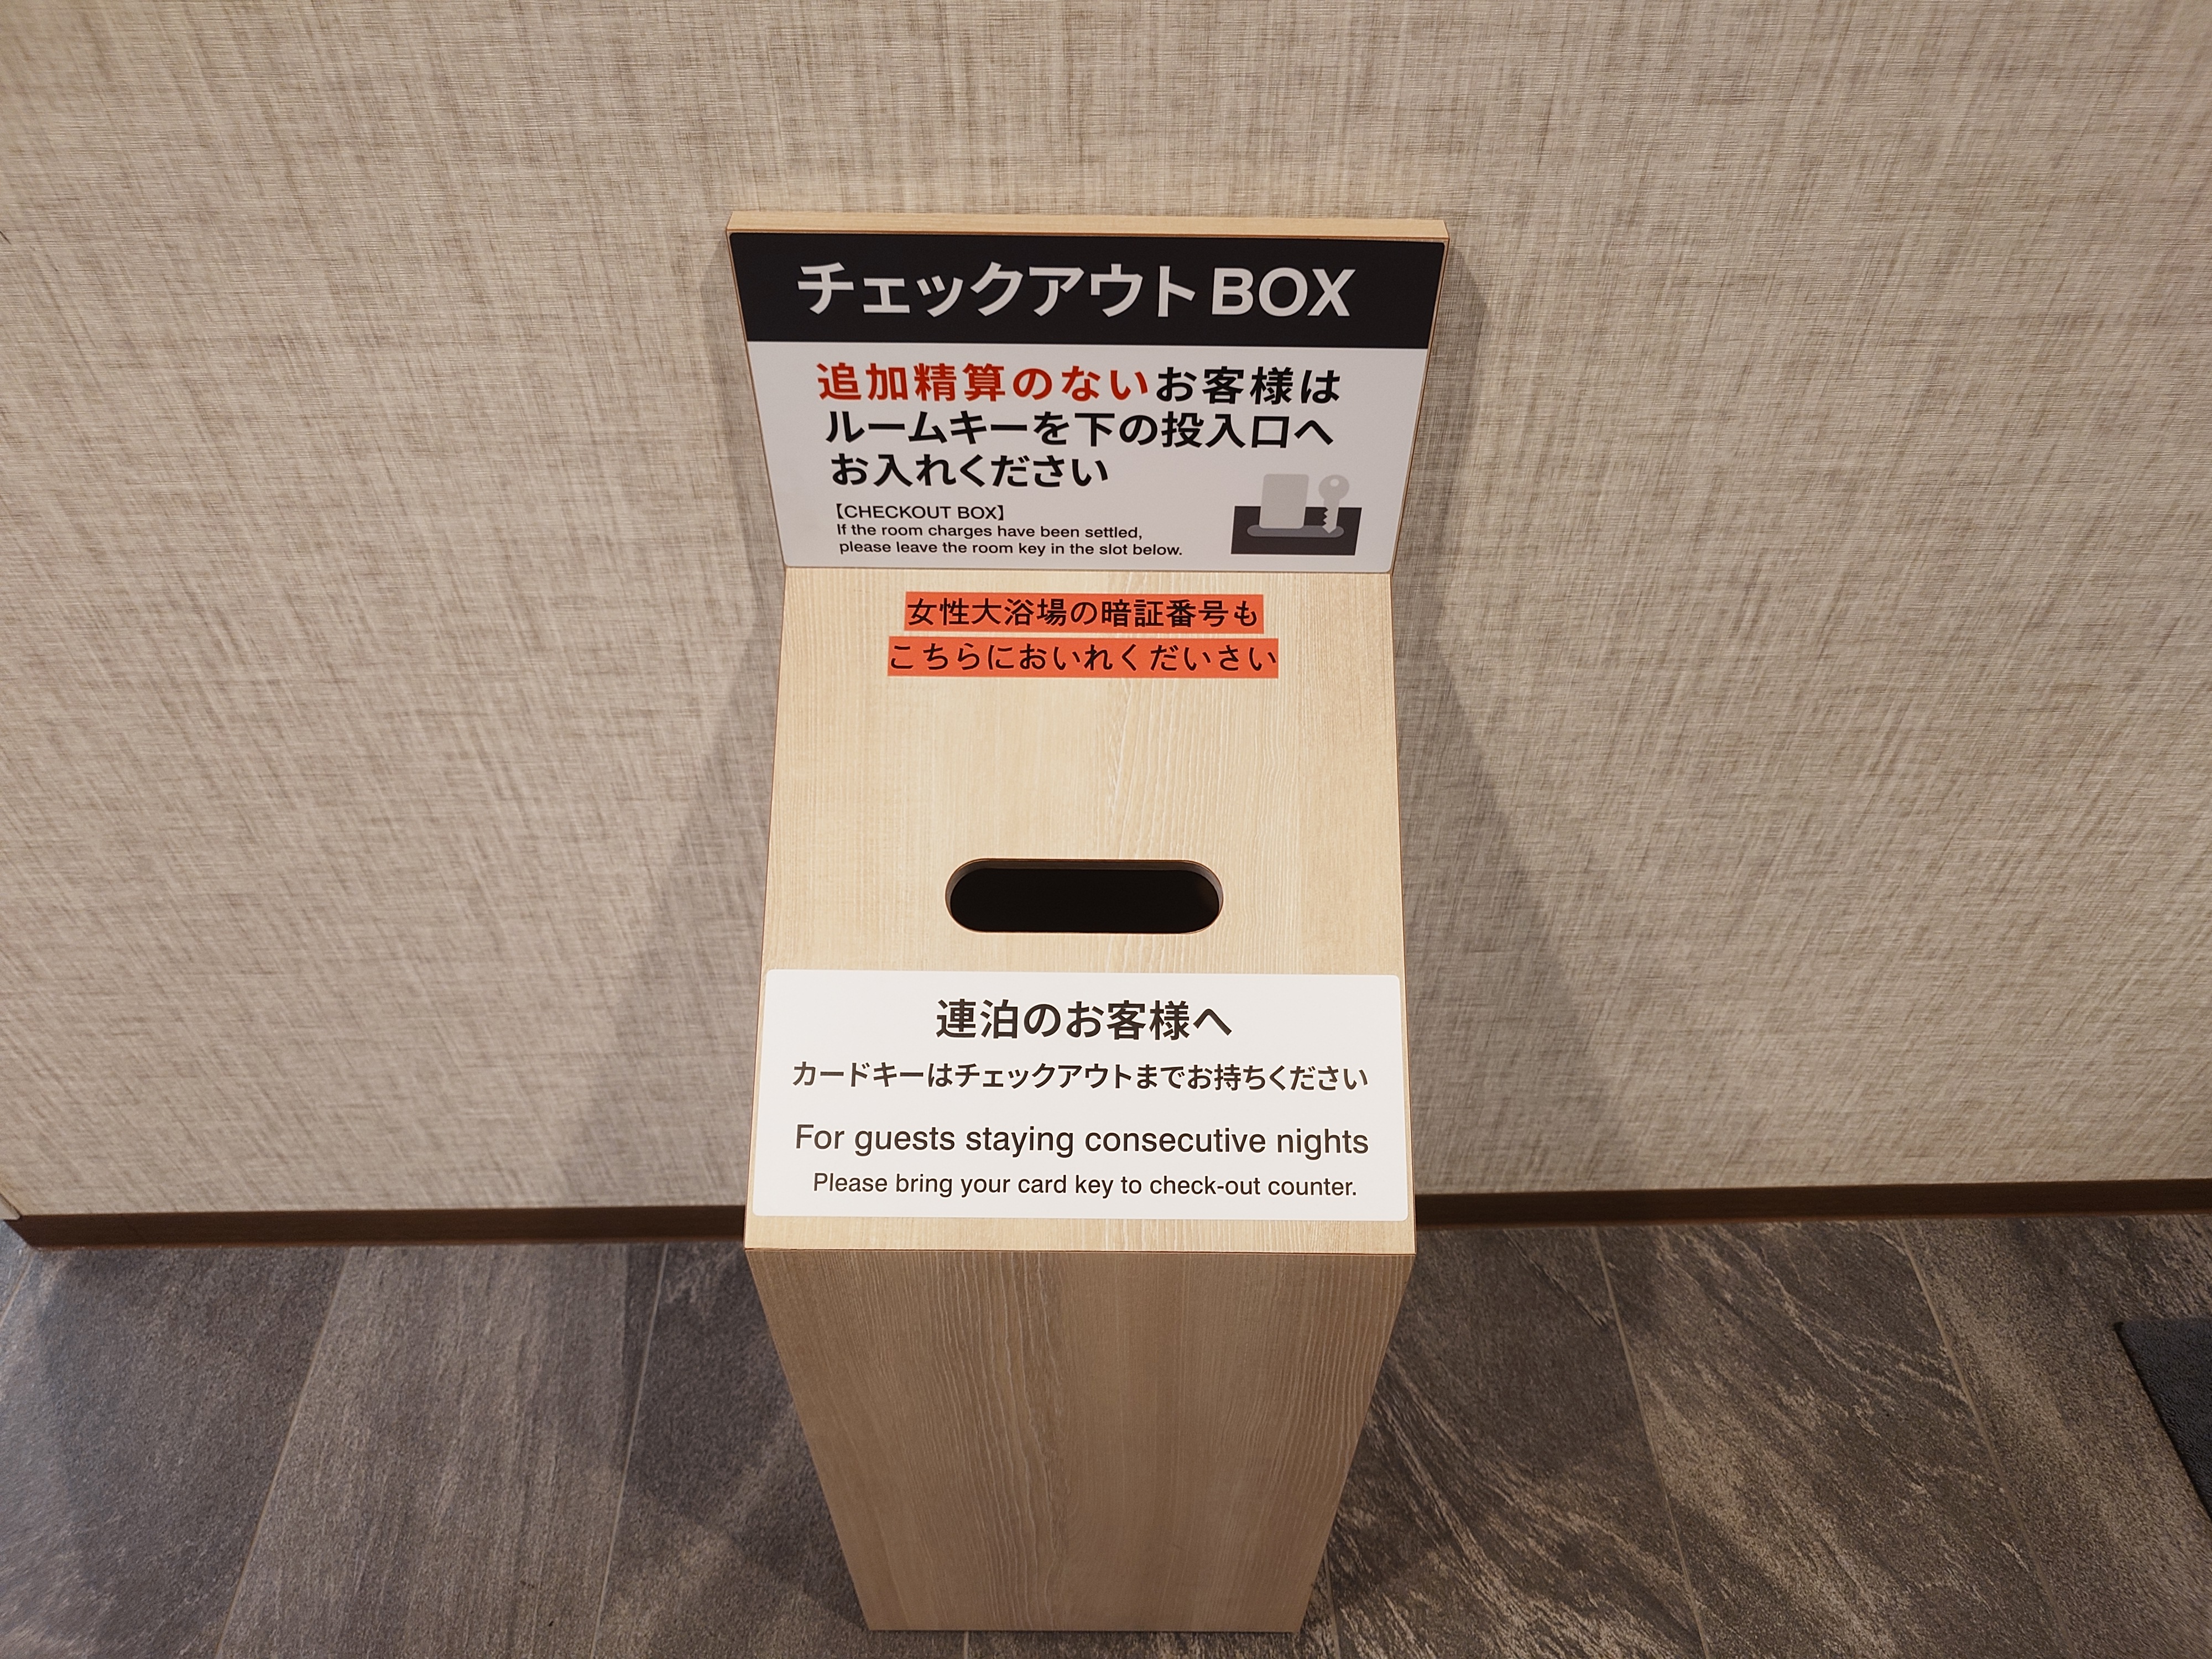 チェックアウトBOX
追加精算のないお客様は
ルームキーを下の投入口へ
お入れください
【CHECKOUT BOX】
If the room charges have been settled,
please leave the room key in the slot below.
女性大浴場の暗証番号も
こちらにおいれくだいさい
連泊のお客様へ
カードキーはチェックアウトまでお持ちください
For guests staying consecutive nights
Please bring your card key to check-out counter.